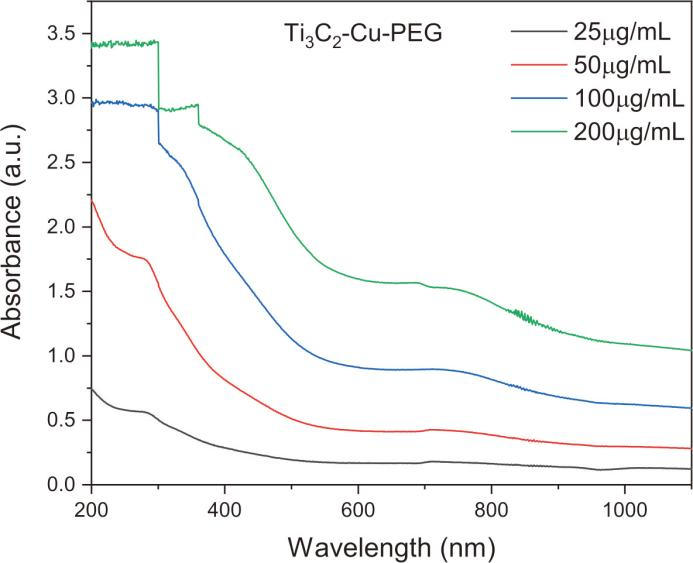 Ti₃C₂-Cu-PEG
25μg/mL
50μg/mL
100μg/mL
200μg/mL
Absorbance (a.u.)
3.5
3.0
2.5
2.0
1.5
1.0
0.5
0.0
200 400 600 800 1000
Wavelength (nm)